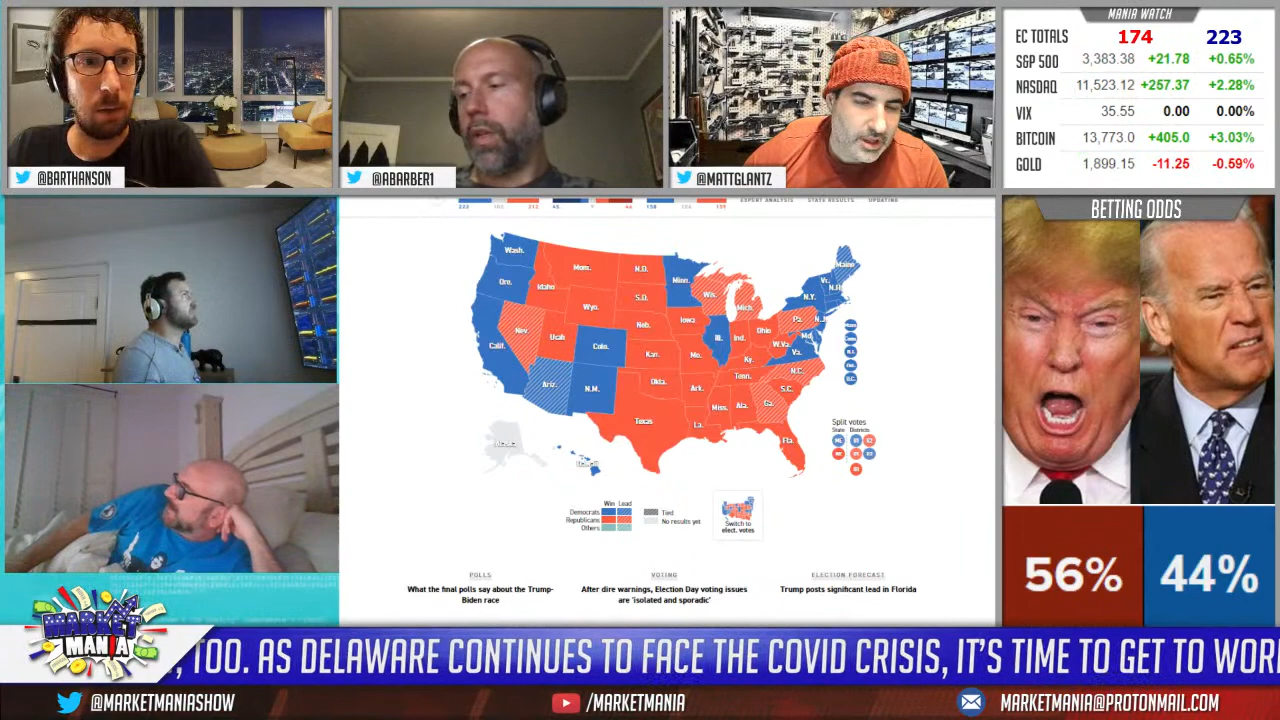 @BARTHANSON
@ABARBER1
@MATTGLANTZ
MANIA WATCH
EC TOTALS 174 223
S&P 500 3,383.38 +21.78 +0.65%
NASDAQ 11,523.12 +257.37 +2.28%
VIX 35.55 0.00 0.00%
BITCOIN 13,773.0 +405.0 +3.03%
GOLD 1,899.15 -11.25 -0.59%
BETTING ODDS
56% 44%
EXPERT ANALYSIS STATE RESULTS UPDATING
Wash.
Ore.
Calif.
Nev.
Idaho
Mont.
Wyo.
Utah
Ariz.
Colo.
N.M.
N.D.
S.D.
Neb.
Kan.
Okla.
Texas
Minn.
Iowa
Mo.
Ark.
La.
Wis.
Ill.
Mich.
Ind.
Ohio
Ky.
Tenn.
Miss.
Ala.
Ga.
Fla.
S.C.
N.C.
Va.
W.Va.
Md.
Pa.
N.J.
N.Y.
Vt.
N.H.
Maine
D.C.
Split votes
State Districts
Win Lead
Democrats
Republicans
Others
Tied
No results yet
Switch to
elect. votes
POLLS
What the final polls say about the Trump-
Biden race
VOTING
After dire warnings, Election Day voting issues
are 'isolated and sporadic'
ELECTION FORECAST
Trump posts significant lead in Florida
MARKET
MANIA
, TOO. AS DELAWARE CONTINUES TO FACE THE COVID CRISIS, IT'S TIME TO GET TO WOR
@MARKETMANIASHOW
/MARKETMANIA
MARKETMANIA@PROTONMAIL.COM